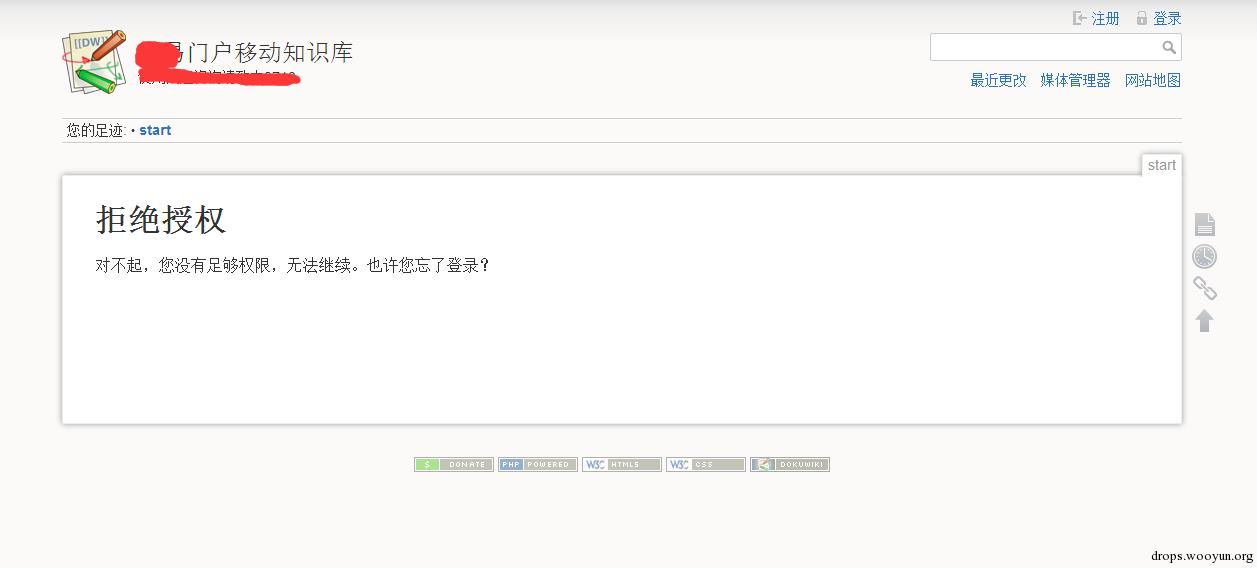 注册 登录
[[DW]]
易门户移动知识库
最近更改 媒体管理器 网站地图
您的足迹: • start
start
拒绝授权
对不起，您没有足够权限，无法继续。也许您忘了登录？
$ DONATE PHP POWERED W3C HTML5 W3C CSS DOKUWIKI
drops.wooyun.org